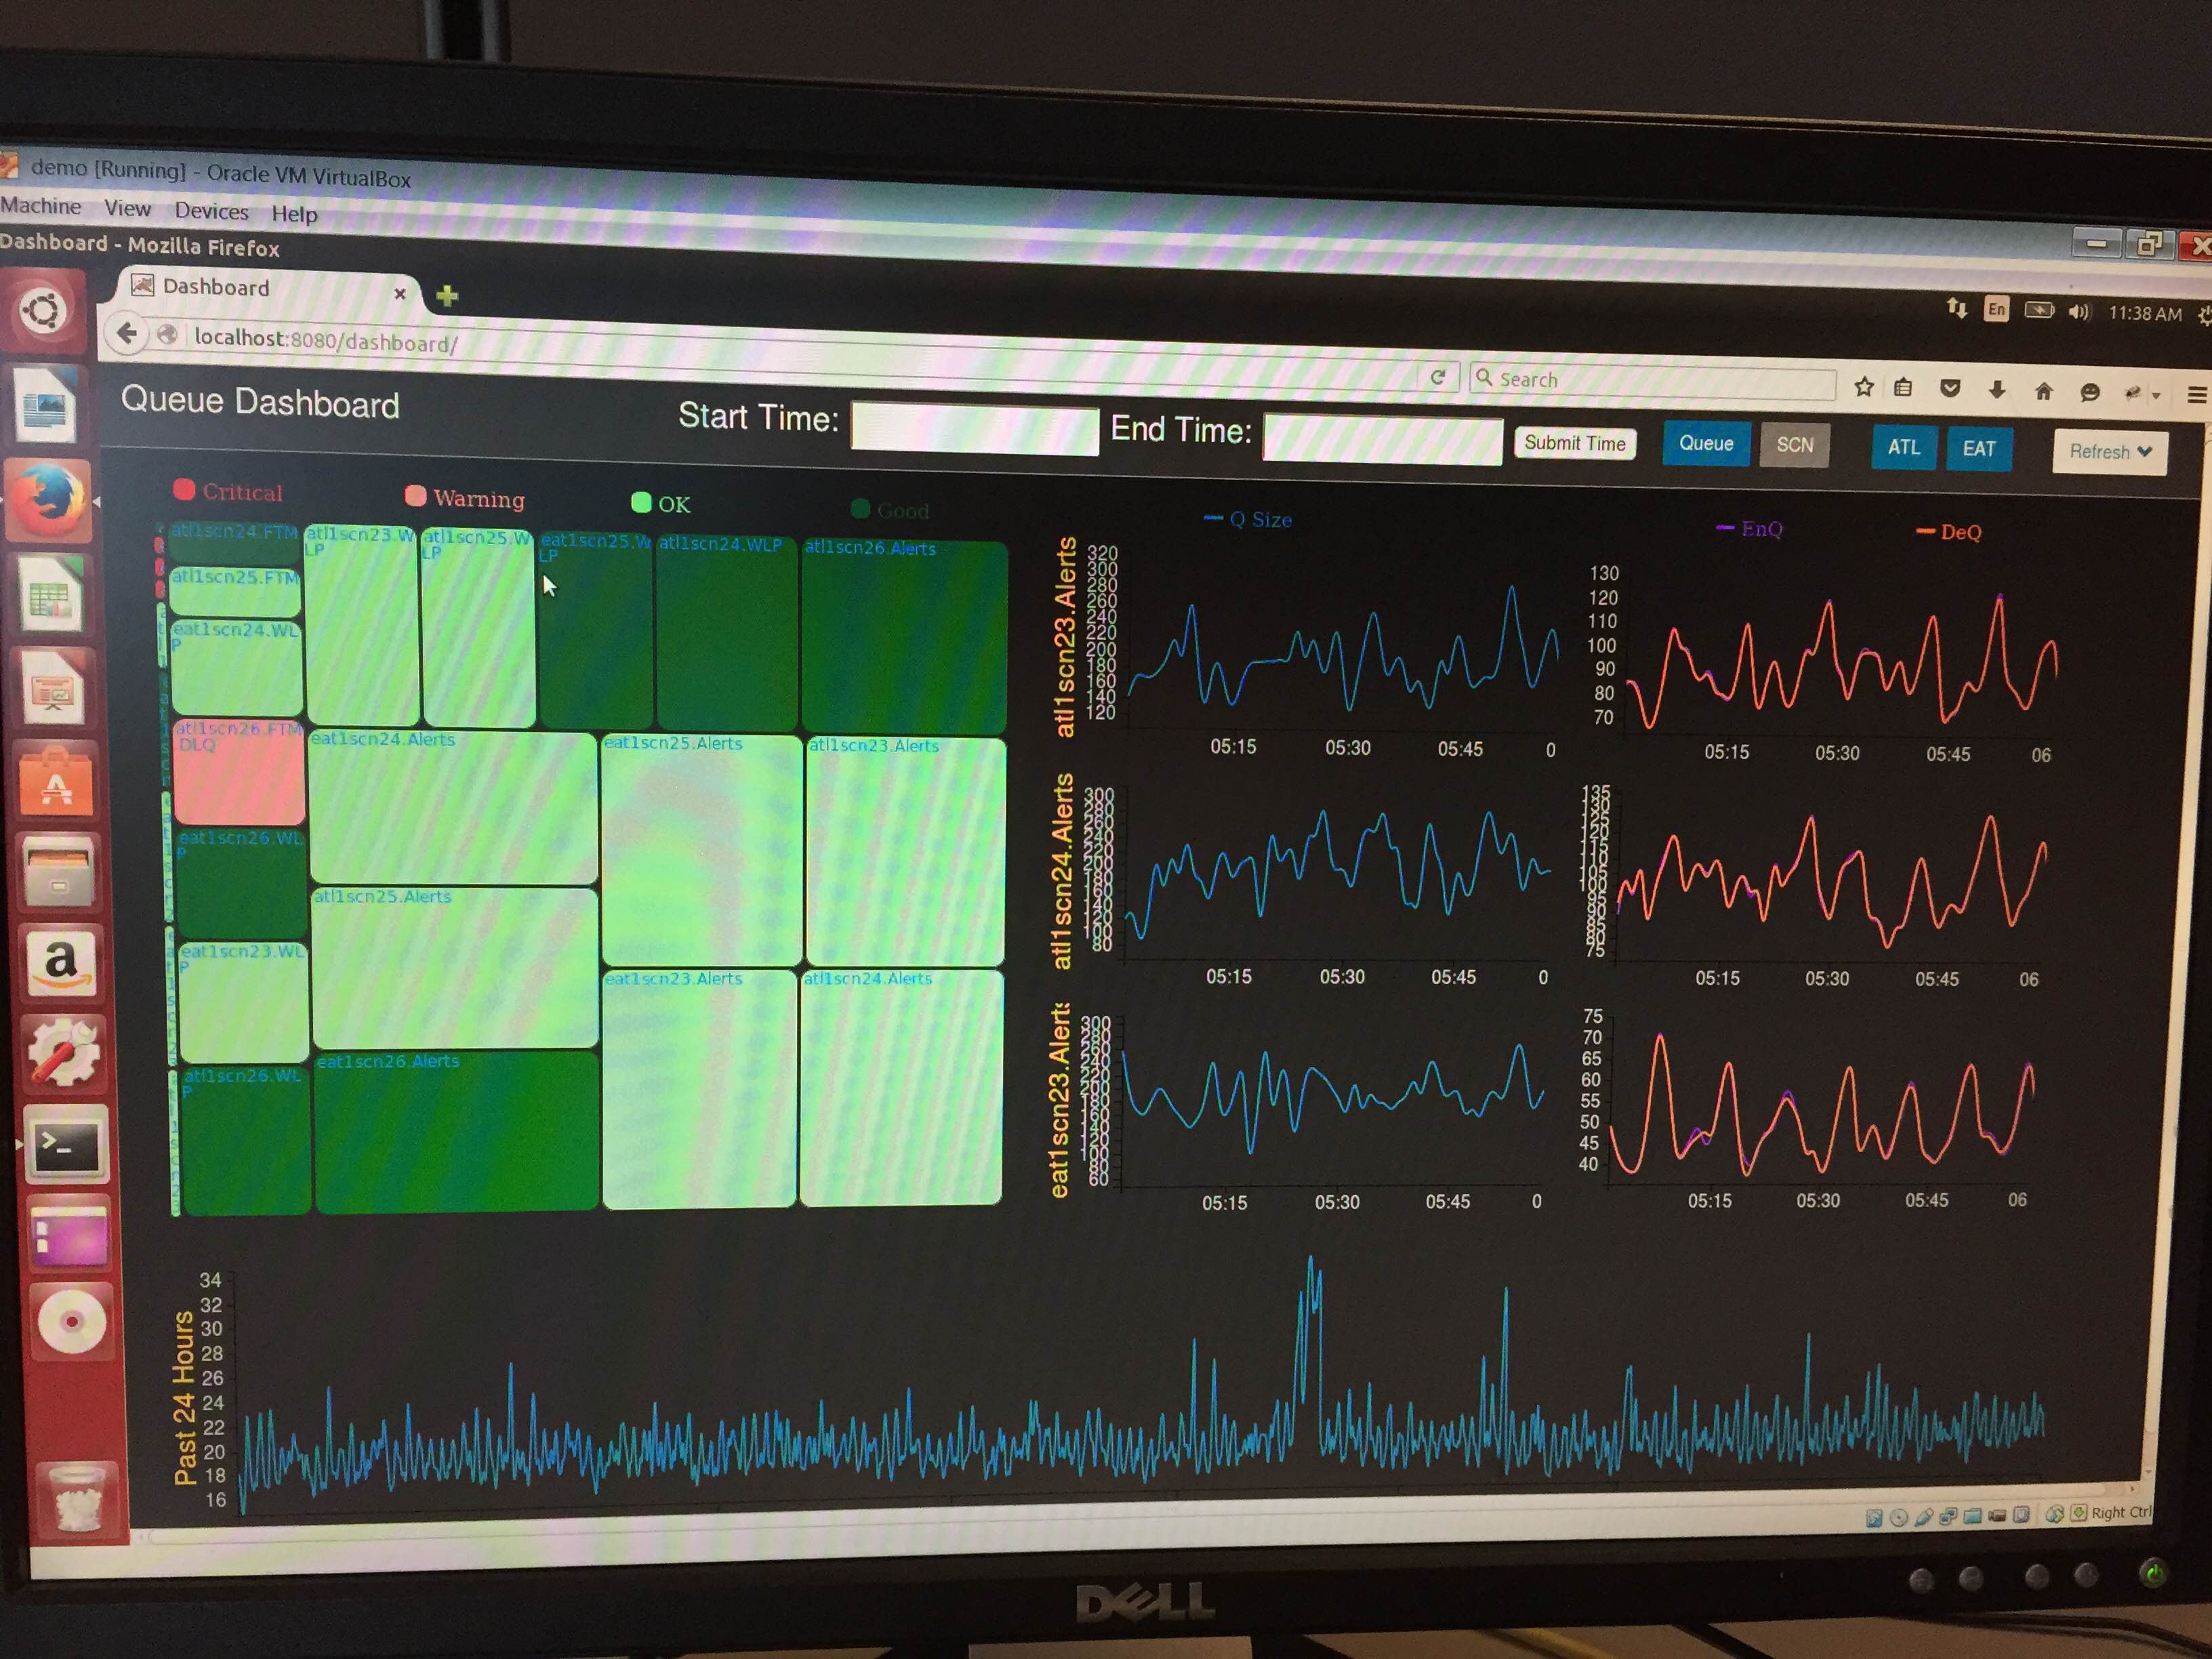 demo [Running] - Oracle VM VirtualBox
Machine View Devices Help
Dashboard - Mozilla Firefox
Dashboard
En 11:38 AM
localhost:8080/dashboard/
Search
Queue Dashboard
Start Time:
End Time:
Submit Time
Queue
SCN
ATL
EAT
Refresh
Critical
Warning
OK
Good
atl1scn24.FTM
atl1scn25.FTM
eat1scn24.WL
P
atl1scn26.FTM
DLQ
eat1scn26.WL
P
eat1scn23.WL
P
atl1scn26.WL
P
atl1scn23.W
LP
atl1scn25.W
LP
eat1scn25.W
LP
atl1scn24.WLP
atl1scn26.Alerts
eat1scn24.Alerts
eat1scn25.Alerts
atl1scn23.Alerts
atl1scn25.Alerts
eat1scn23.Alerts
atl1scn24.Alerts
eat1scn26.Alerts
Q Size
EnQ
DeQ
atl1scn23.Alerts
320
300
280
260
240
220
200
180
160
140
120
05:15 05:30 05:45 0
130
120
110
100
90
80
70
05:15 05:30 05:45 06
atl1scn24.Alerts
300
280
260
240
220
200
180
160
140
120
100
80
05:15 05:30 05:45 0
135
130
125
120
115
110
105
100
95
90
85
80
75
05:15 05:30 05:45 06
eat1scn23.Alerts
300
280
260
240
220
200
180
160
140
120
100
80
60
05:15 05:30 05:45 0
75
70
65
60
55
50
45
40
05:15 05:30 05:45 06
Past 24 Hours
34
32
30
28
26
24
22
20
18
16
Right Ctrl
DELL